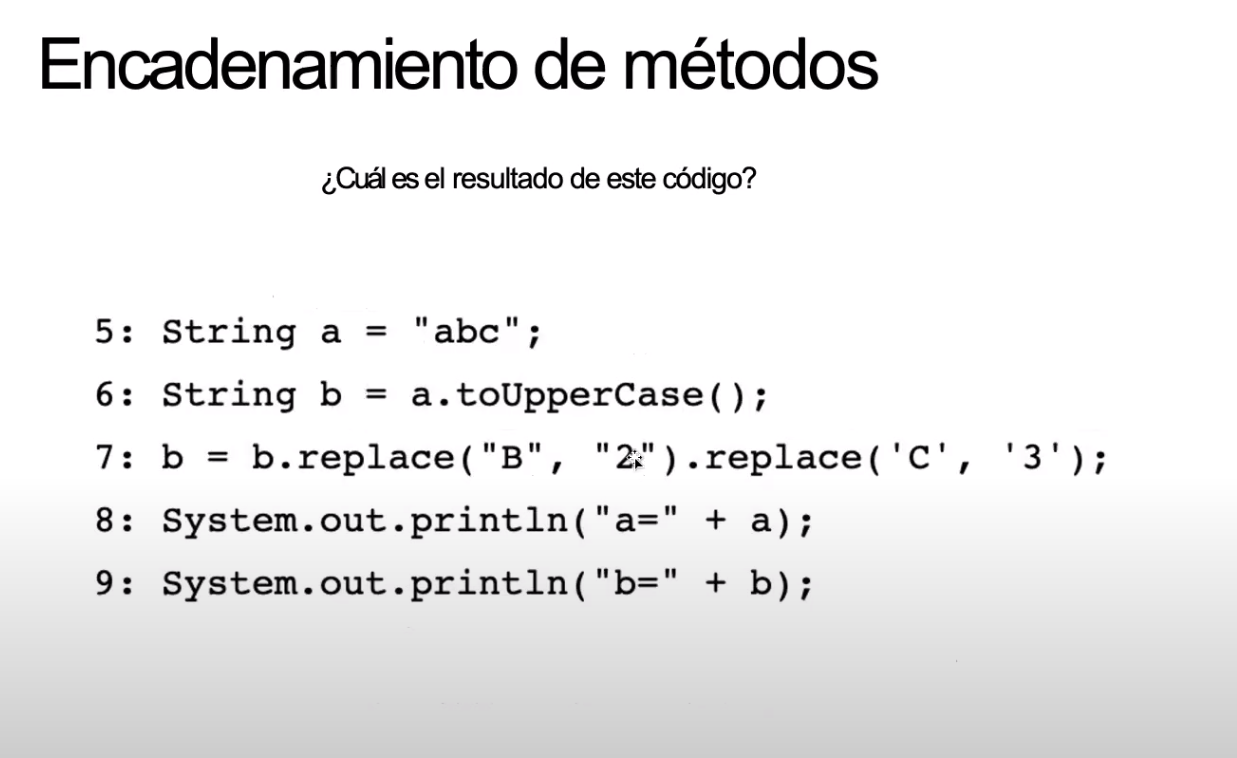 Encadenamiento de métodos
¿Cuál es el resultado de este código?
5: String a = "abc";
6: String b = a.toUpperCase();
7: b = b.replace("B", "2").replace('C', '3');
8: System.out.println("a=" + a);
9: System.out.println("b=" + b);